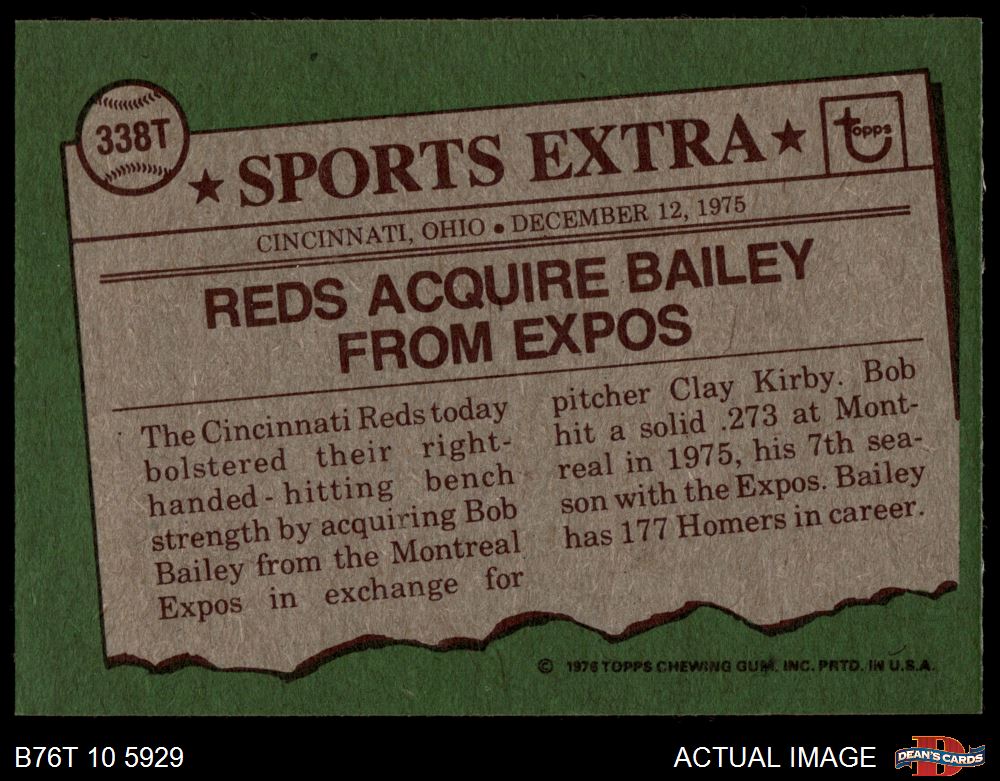 338T
★ SPORTS EXTRA ★
topps
CINCINNATI, OHIO • DECEMBER 12, 1975
REDS ACQUIRE BAILEY
FROM EXPOS
The Cincinnati Reds today
bolstered their right-
handed-hitting bench
strength by acquiring Bob
Bailey from the Montreal
Expos in exchange for
pitcher Clay Kirby. Bob
hit a solid .273 at Mont-
real in 1975, his 7th sea-
son with the Expos. Bailey
has 177 Homers in career.
© 1976 TOPPS CHEWING GUM, INC. PRTD. IN U.S.A.
B76T 10 5929
ACTUAL IMAGE
D
DEAN'S CARDS